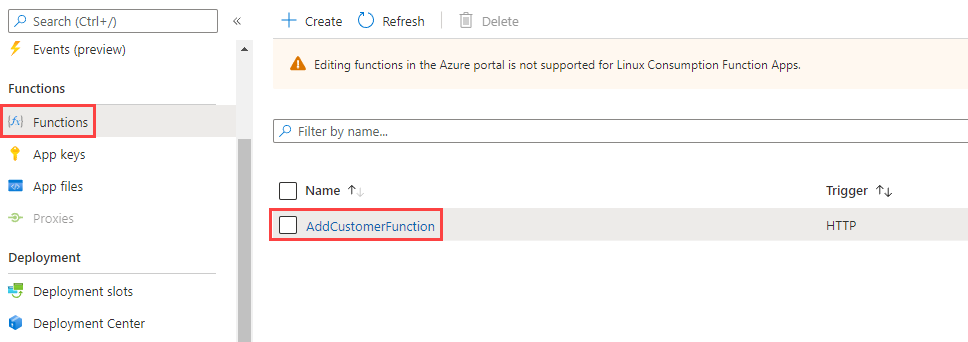 Search (Ctrl+/)
«
Events (preview)
Functions
Functions
App keys
App files
Proxies
Deployment
Deployment slots
Deployment Center
Create
Refresh
Delete
Editing functions in the Azure portal is not supported for Linux Consumption Function Apps.
Filter by name...
Name ↑↓ Trigger ↑↓
AddCustomerFunction HTTP